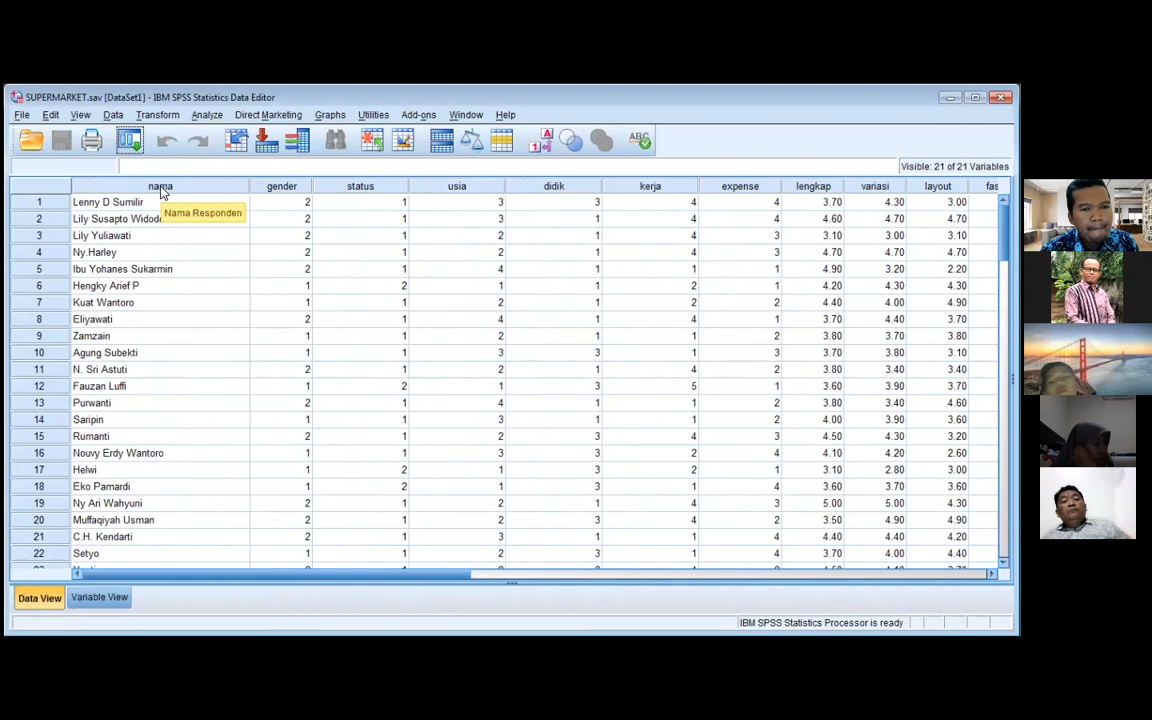 SUPERMARKET.sav [DataSet1] - IBM SPSS Statistics Data Editor
File Edit View Data Transform Analyze Direct Marketing Graphs Utilities Add-ons Window Help
Visible: 21 of 21 Variables
nama gender status usia didik kerja expense lengkap variasi layout fas
1 Lenny D Sumilir 2 1 3 3 4 4 3.70 4.30 3.00
Nama Responden
2 Lily Susapto Widodo 2 1 3 1 4 4 4.60 4.70 4.70
3 Lily Yuliawati 2 1 2 1 4 3 3.10 3.00 3.10
4 Ny.Harley 2 1 2 1 4 3 4.70 4.70 4.70
5 Ibu Yohanes Sukarmin 2 1 4 1 1 1 4.90 3.20 2.20
6 Hengky Arief P 1 2 1 1 2 1 4.20 4.30 4.30
7 Kuat Wantoro 1 1 2 1 2 2 4.40 4.00 4.90
8 Eliyawati 2 1 4 1 4 1 3.70 4.40 3.70
9 Zamzain 1 1 2 1 1 2 3.80 3.70 3.80
10 Agung Subekti 1 1 3 3 1 3 3.70 3.80 3.10
11 N. Sri Astuti 2 1 2 1 4 2 3.80 3.40 3.40
12 Fauzan Luffi 1 2 1 3 5 1 3.60 3.90 3.70
13 Purwanti 2 1 4 1 1 2 3.80 3.40 4.60
14 Saripin 1 1 3 1 1 2 4.00 3.90 3.60
15 Rumanti 2 1 2 3 4 3 4.50 4.30 3.20
16 Nouvy Erdy Wantoro 1 1 3 3 2 4 4.10 4.20 2.60
17 Helwi 1 2 1 3 2 1 3.10 2.80 3.00
18 Eko Pamardi 1 2 1 3 1 4 3.60 3.70 3.60
19 Ny Ari Wahyuni 2 1 2 1 4 3 5.00 5.00 4.30
20 Muffaqiyah Usman 2 1 2 3 4 2 3.50 4.90 4.90
21 C.H. Kendarti 2 1 3 1 1 4 4.40 4.40 4.20
22 Setyo 1 1 2 3 1 4 3.70 4.00 4.40
Data View Variable View
IBM SPSS Statistics Processor is ready